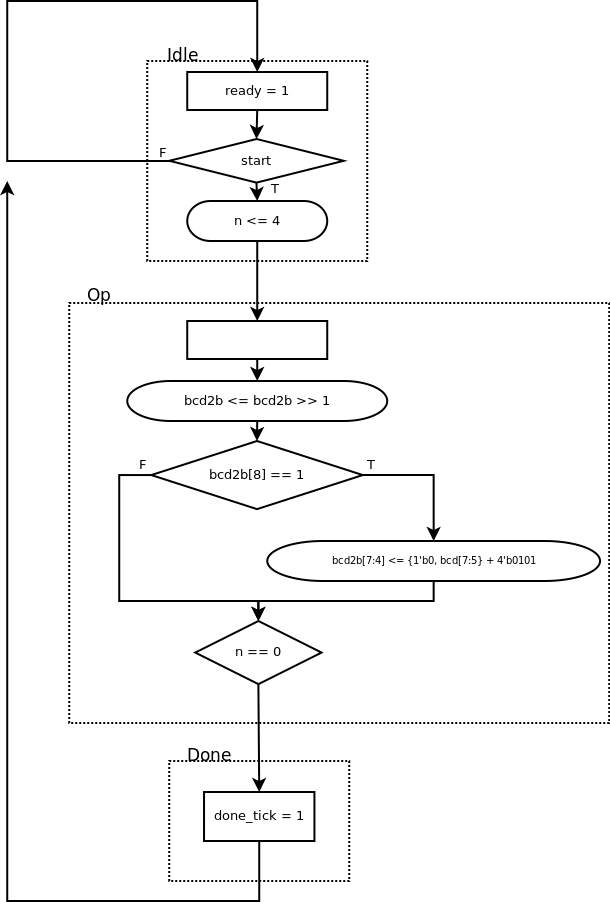 Idle
ready = 1
F
start
T
n <= 4
Op
bcd2b <= bcd2b >> 1
F
T
bcd2b[8] == 1
bcd2b[7:4] <= {1'b0, bcd[7:5} + 4'b0101
n == 0
Done
done_tick = 1